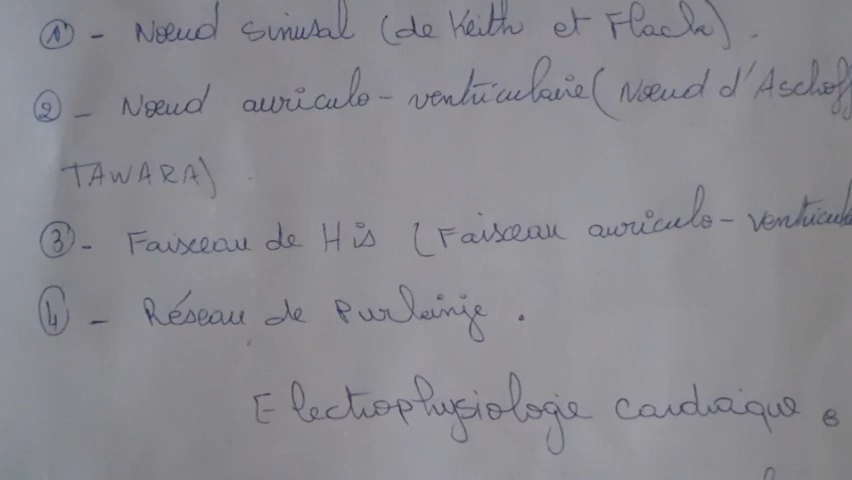 ① - Nœud sinusal (de Keith et Flack).
② - Nœud auriculo-ventriculaire (Nœud d'Aschoff
TAWARA)
③ - Faisceau de His (Faisceau auriculo-ventricula
④ - Réseau de Purkinje.
Electrophysiologie cardiaque